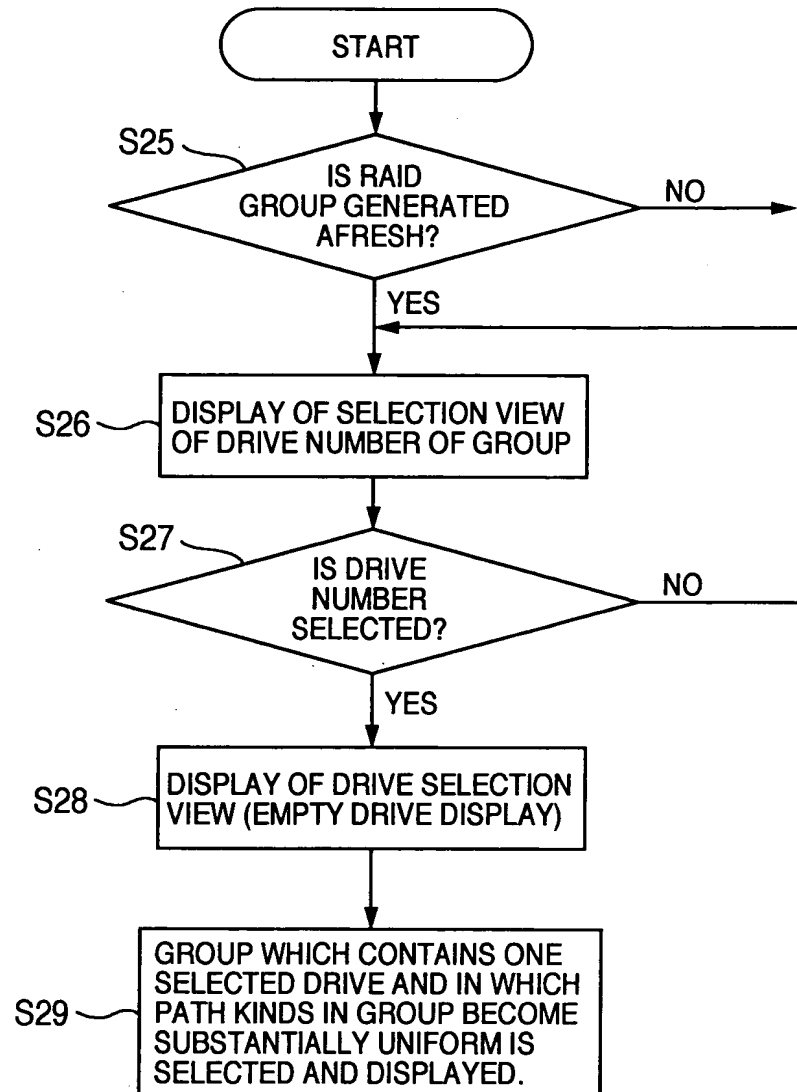 START
S25
IS RAID
GROUP GENERATED
AFRESH?
NO
YES
S26
DISPLAY OF SELECTION VIEW
OF DRIVE NUMBER OF GROUP
S27
IS DRIVE
NUMBER
SELECTED?
NO
YES
S28
DISPLAY OF DRIVE SELECTION
VIEW (EMPTY DRIVE DISPLAY)
S29
GROUP WHICH CONTAINS ONE
SELECTED DRIVE AND IN WHICH
PATH KINDS IN GROUP BECOME
SUBSTANTIALLY UNIFORM IS
SELECTED AND DISPLAYED.